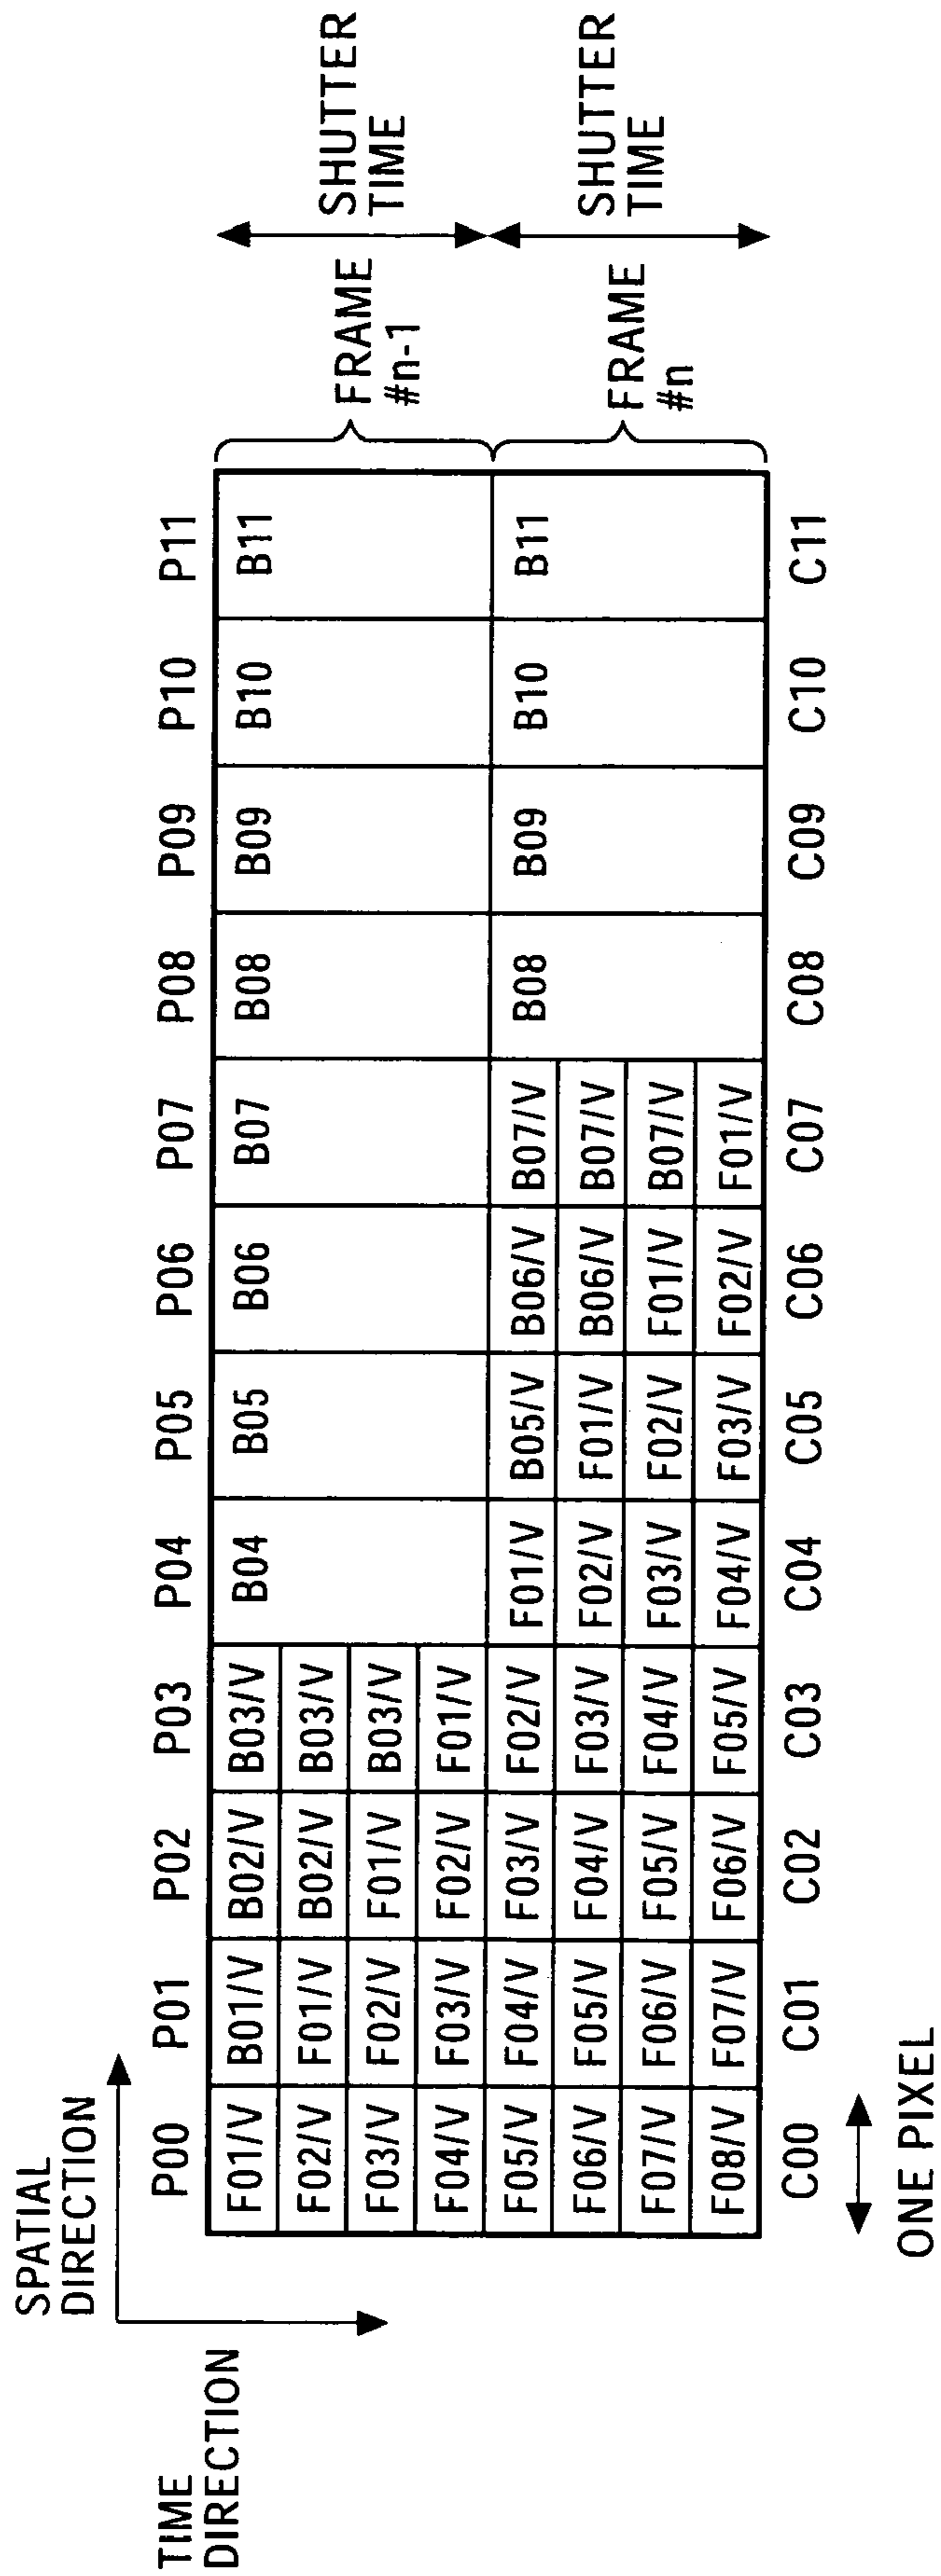 SPATIAL
DIRECTION
TIME
DIRECTION
P00 P01 P02 P03 P04 P05 P06 P07 P08 P09 P10 P11
F01/V B01/V B02/V B03/V B04 B05 B06 B07 B08 B09 B10 B11
F02/V F01/V B02/V B03/V
F03/V F02/V F01/V B03/V
F04/V F03/V F02/V F01/V
FRAME
#n-1
SHUTTER
TIME
F05/V F04/V F03/V F02/V F01/V B05/V B06/V B07/V B08 B09 B10 B11
F06/V F05/V F04/V F03/V F02/V F01/V B06/V B07/V
F07/V F06/V F05/V F04/V F03/V F02/V F01/V B07/V
F08/V F07/V F06/V F05/V F04/V F03/V F02/V F01/V
FRAME
#n
SHUTTER
TIME
C00 C01 C02 C03 C04 C05 C06 C07 C08 C09 C10 C11
ONE PIXEL